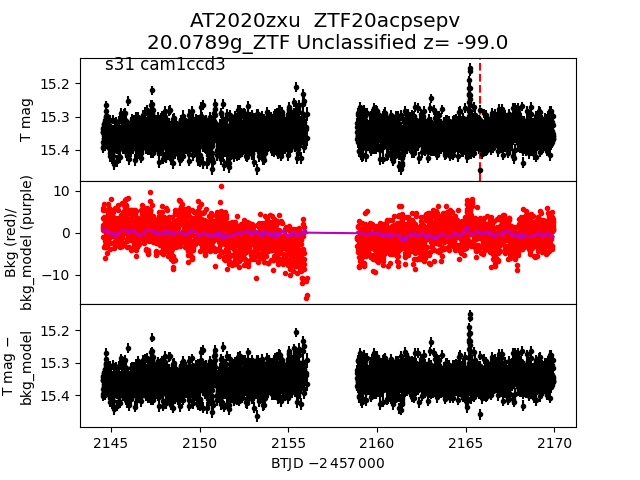 AT2020zxu  ZTF20acpsepv
20.0789g_ZTF Unclassified z= -99.0
s31 cam1ccd3
T mag
15.2
15.3
15.4
Bkg (red)/
bkg_model (purple)
10
0
−10
T mag −
bkg_model
15.2
15.3
15.4
2145 2150 2155 2160 2165 2170
BTJD −2 457 000